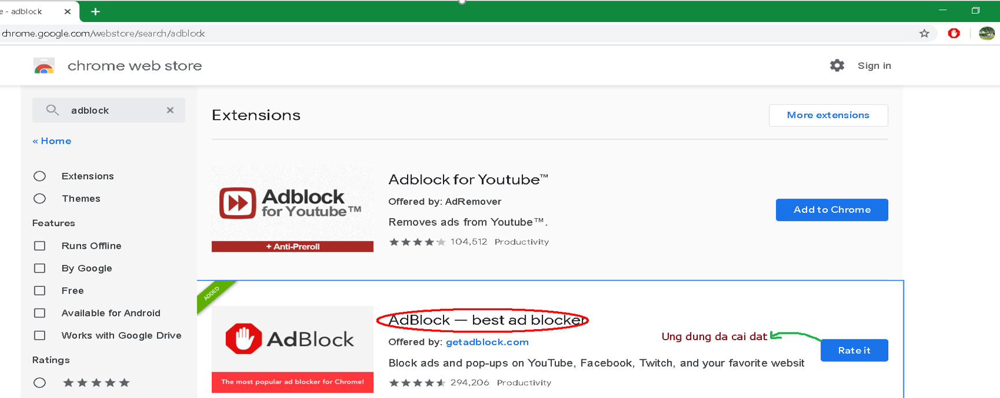 e - adblock
chrome.google.com/webstore/search/adblock
chrome web store
Sign in
adblock
« Home
Extensions
Themes
Features
Runs Offline
By Google
Free
Available for Android
Works with Google Drive
Ratings
Extensions
More extensions
Adblock
for Youtube™
+ Anti-Preroll
Adblock for Youtube™
Offered by: AdRemover
Removes ads from Youtube™.
104,512 Productivity
Add to Chrome
ADDED
AdBlock
The most popular ad blocker for Chrome!
AdBlock — best ad blocker
Offered by: getadblock.com
Block ads and pop-ups on YouTube, Facebook, Twitch, and your favorite websit
294,206 Productivity
Ung dung da cai dat
Rate it